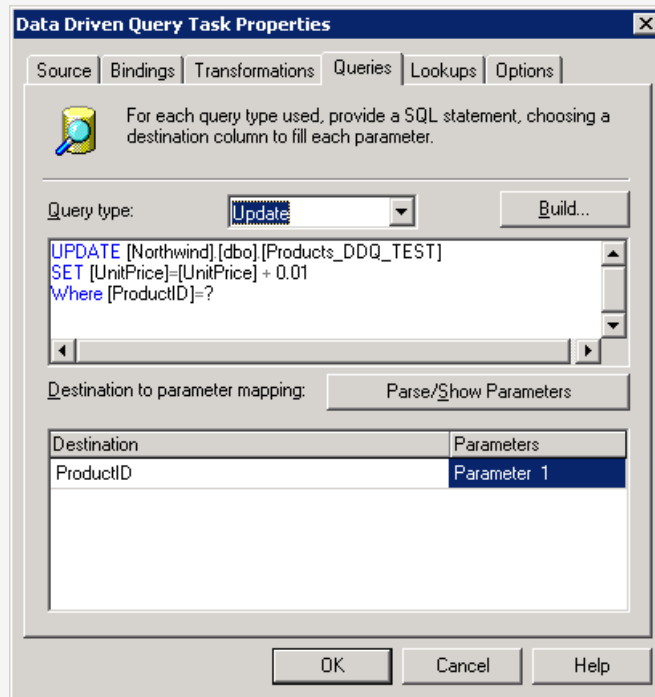 Data Driven Query Task Properties
Source Bindings Transformations Queries Lookups Options
For each query type used, provide a SQL statement, choosing a
destination column to fill each parameter.
Query type: Update Build...
UPDATE [Northwind].[dbo].[Products_DDQ_TEST]
SET [UnitPrice]=[UnitPrice] + 0.01
Where [ProductID]=?
Destination to parameter mapping: Parse/Show Parameters
Destination Parameters
ProductID Parameter 1
OK Cancel Help